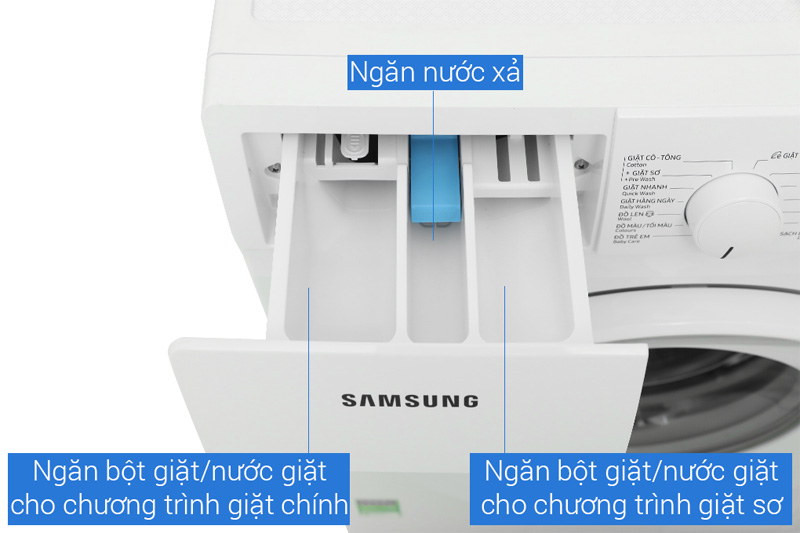 Ngăn nước xả
GIẶT CÔ-TÔNG
Cotton
GIẶT
+ GIẶT SƠ
+ Pre Wash
GIẶT NHANH
Quick Wash
GIẶT HÀNG NGÀY
Daily Wash
ĐỒ LEN
Wool
ĐỒ MÀU/TỐI MÀU
Colours
ĐỒ TRẺ EM
Baby Care
SAMSUNG
Ngăn bột giặt/nước giặt
cho chương trình giặt chính
Ngăn bột giặt/nước giặt
cho chương trình giặt sơ